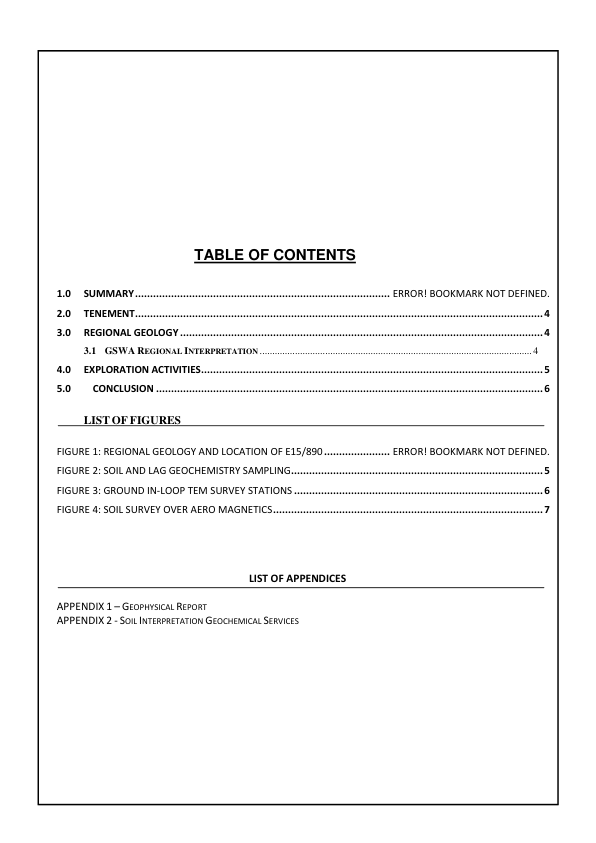 TABLE OF CONTENTS
1.0 SUMMARY........................................................................................ ERROR! BOOKMARK NOT DEFINED.
2.0 TENEMENT........................................................................................4
3.0 REGIONAL GEOLOGY........................................................................................4
3.1 GSWA REGIONAL INTERPRETATION........................................................................................4
4.0 EXPLORATION ACTIVITIES........................................................................................5
5.0 CONCLUSION........................................................................................6
LIST OF FIGURES
FIGURE 1: REGIONAL GEOLOGY AND LOCATION OF E15/890...................... ERROR! BOOKMARK NOT DEFINED.
FIGURE 2: SOIL AND LAG GEOCHEMISTRY SAMPLING........................................................................................5
FIGURE 3: GROUND IN-LOOP TEM SURVEY STATIONS........................................................................................6
FIGURE 4: SOIL SURVEY OVER AERO MAGNETICS........................................................................................7
LIST OF APPENDICES
APPENDIX 1 – GEOPHYSICAL REPORT
APPENDIX 2 - SOIL INTERPRETATION GEOCHEMICAL SERVICES